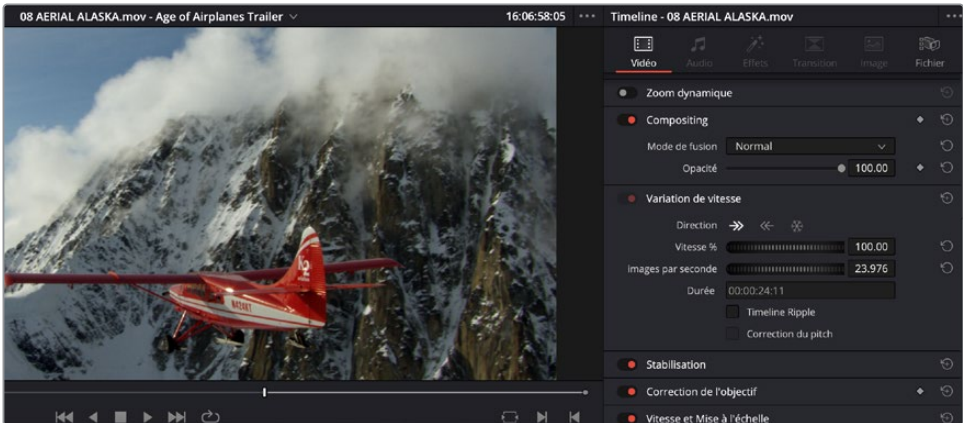 08 AERIAL ALASKA.mov - Age of Airplanes Trailer
16:06:58:05
Timeline - 08 AERIAL ALASKA.mov
Vidéo
Audio
Effets
Transition
Image
Fichier
Zoom dynamique
Compositing
Mode de fusion Normal
Opacité 100.00
Variation de vitesse
Direction
Vitesse % 100.00
images par seconde 23.976
Durée 00:00:24:11
Timeline Ripple
Correction du pitch
Stabilisation
Correction de l'objectif
Vitesse et Mise à l'échelle